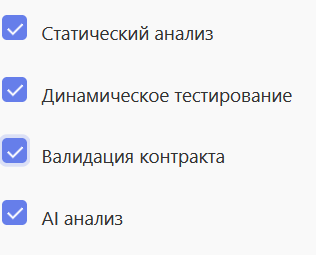 Статический анализ
Динамическое тестирование
Валидация контракта
AI анализ